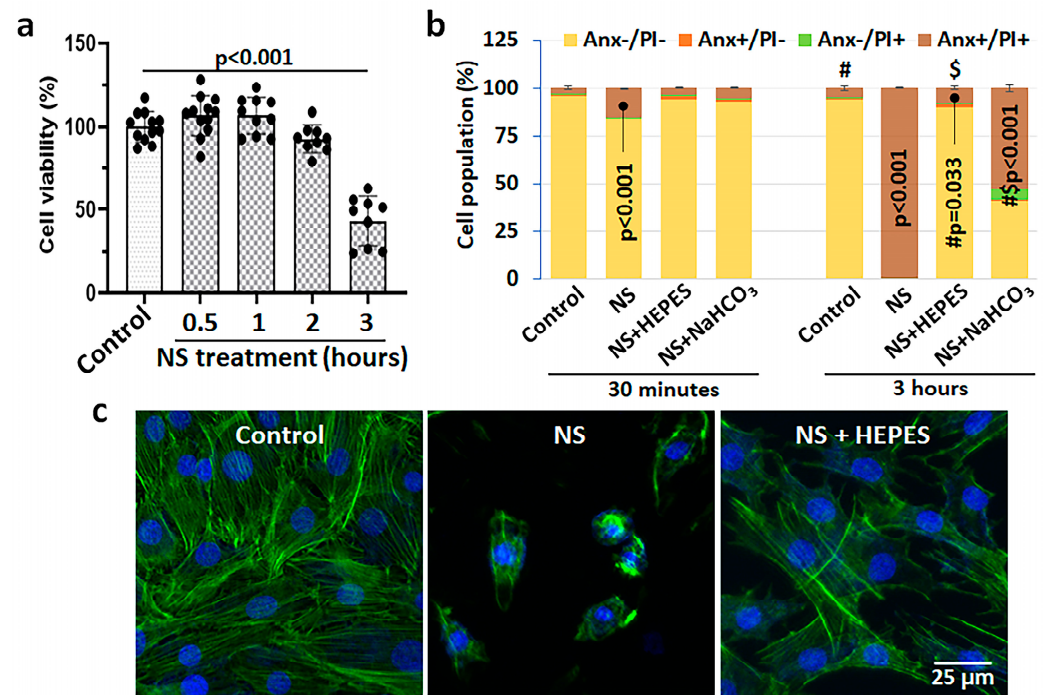 a
p<0.001
Cell viability (%)
150
100
50
0
Control
0.5 1 2 3
NS treatment (hours)
b
Anx-/PI- Anx+/PI- Anx-/PI+ Anx+/PI+
Cell population (%)
125
100
75
50
25
0
p<0.001
#
p<0.001
$
#p=0.033
#$p<0.001
Control
NS
NS+HEPES
NS+NaHCO₃
Control
NS
NS+HEPES
NS+NaHCO₃
30 minutes
3 hours
c
Control
NS
NS + HEPES
25 μm